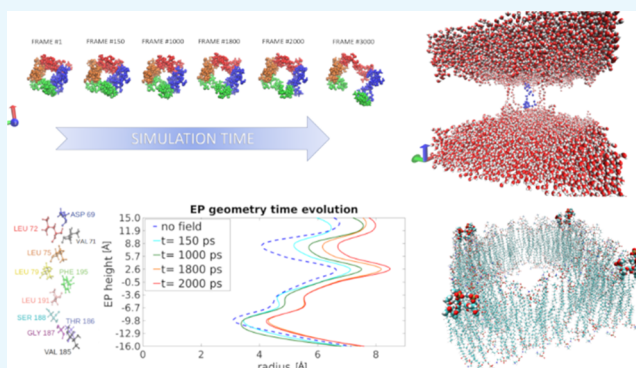 FRAME #1 FRAME #150 FRAME #1000 FRAME #1800 FRAME #2000 FRAME #3000
SIMULATION TIME
ASP 69
LEU 72
VAL 71
LEU 75
LEU 79
PHE 195
LEU 191
SER 188
THR 186
GLY 187
VAL 185
EP geometry time evolution
EP height [Å]
15.0
11.9
8.8
5.7
2.6
-0.5
-3.6
-6.7
-9.8
-12.9
-16.0
no field
t= 150 ps
t= 1000 ps
t= 1800 ps
t= 2000 ps
0 2 4 6 8
radius [Å]